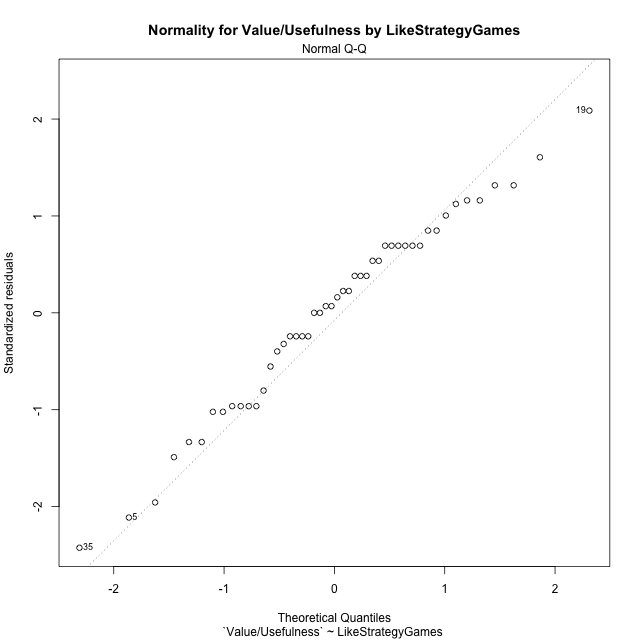 Normality for Value/Usefulness by LikeStrategyGames
Normal Q-Q
Standardized residuals
2
1
0
-1
-2
19
5
35
-2 -1 0 1 2
Theoretical Quantiles
`Value/Usefulness` ~ LikeStrategyGames